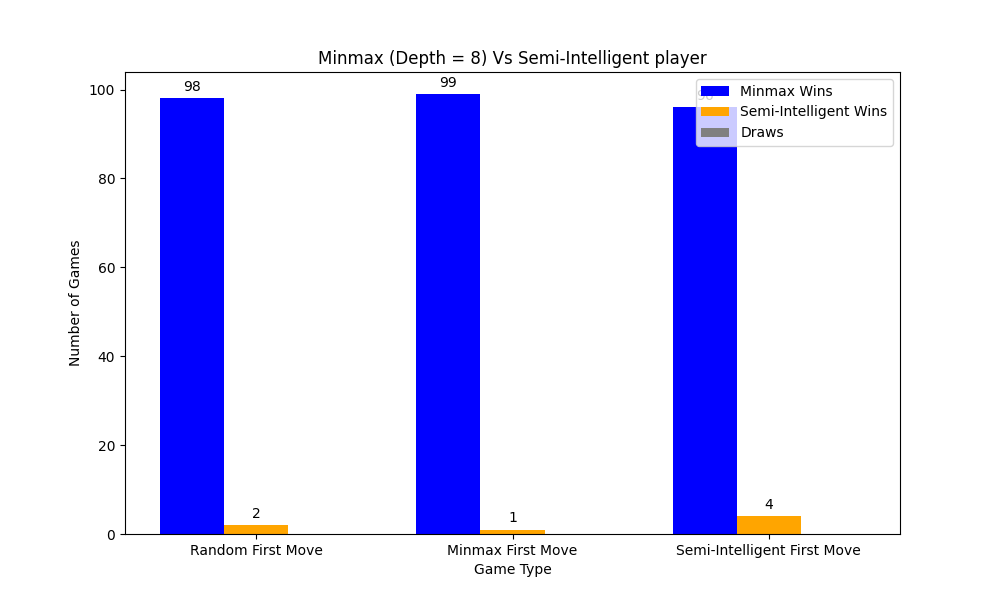 Minmax (Depth = 8) Vs Semi-Intelligent player
98
99
96
Minmax Wins
Semi-Intelligent Wins
Draws
100
80
60
40
20
0
Number of Games
2
1
4
Random First Move
Minmax First Move
Semi-Intelligent First Move
Game Type